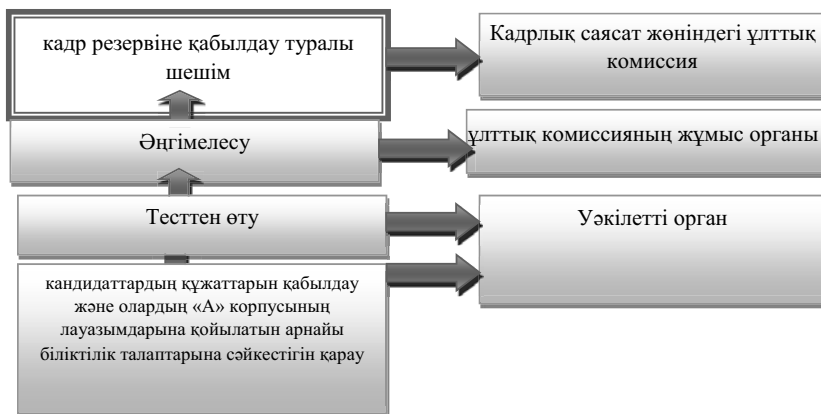 кадр резервіне қабылдау туралы
шешім
Кадрлық саясат жөніндегі ұлттық
комиссия
Әңгімелесу
ұлттық комиссияның жұмыс органы
Тесттен өту
Уәкілетті орган
кандидаттардың құжаттарын қабылдау
және олардың «А» корпусының
лауазымдарына қойылатын арнайы
біліктілік талаптарына сәйкестігін қарау